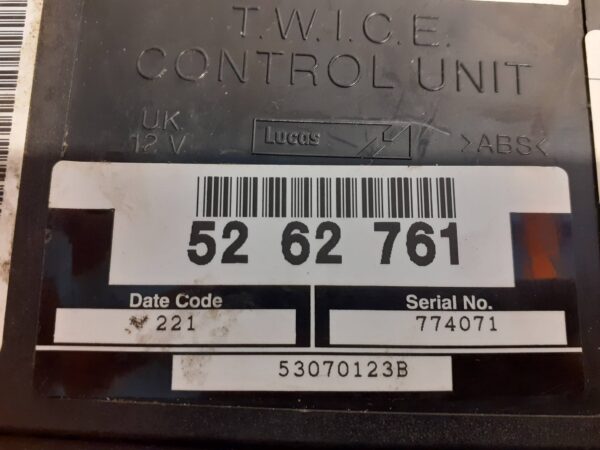 T.W.I.C.E.
CONTROL UNIT
UK
12 V
Lucas
>ABS<
52 62 761
Date Code
221
Serial No.
774071
53070123B